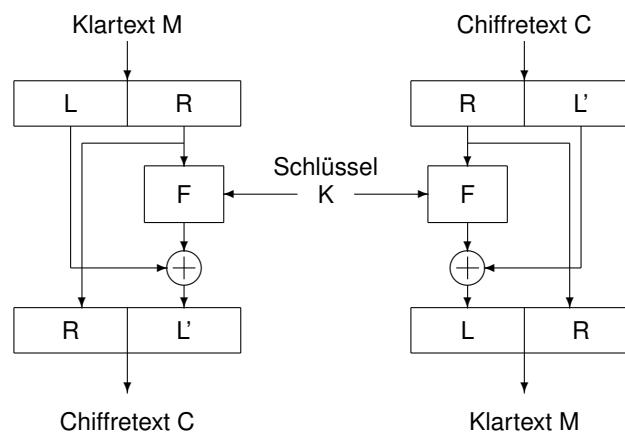 Klartext M
Chiffretext C
L R
R L'
Schlüssel
F K F
R L'
L R
Chiffretext C
Klartext M